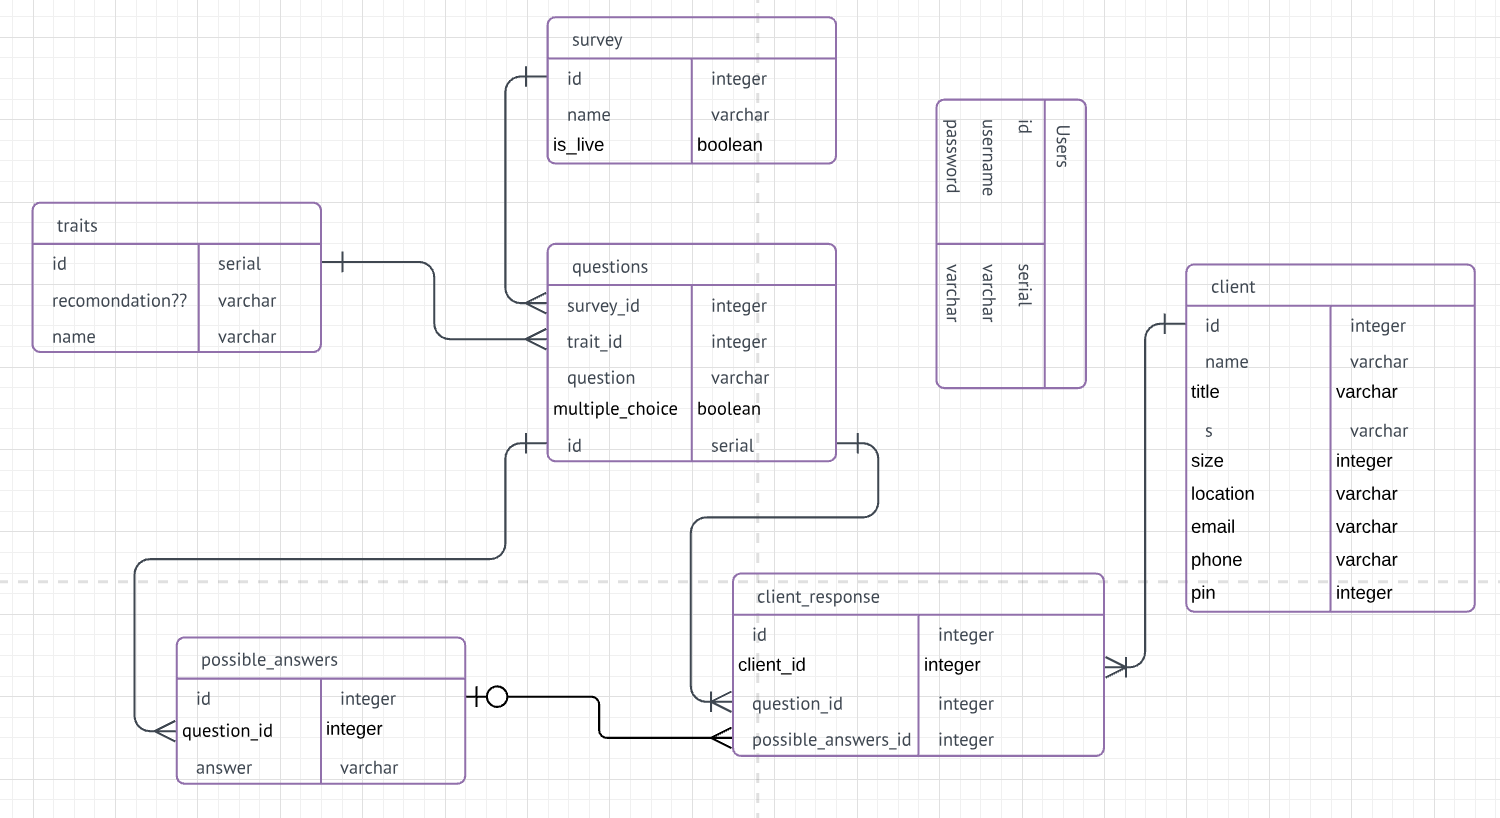 survey
id integer
name varchar
is_live boolean
Users
id serial
username varchar
password varchar
traits
id serial
recomondation?? varchar
name varchar
questions
survey_id integer
trait_id integer
question varchar
multiple_choice boolean
id serial
client
id integer
name varchar
title varchar
s varchar
size integer
location varchar
email varchar
phone varchar
pin integer
client_response
id integer
client_id integer
question_id integer
possible_answers_id integer
possible_answers
id integer
question_id integer
answer varchar